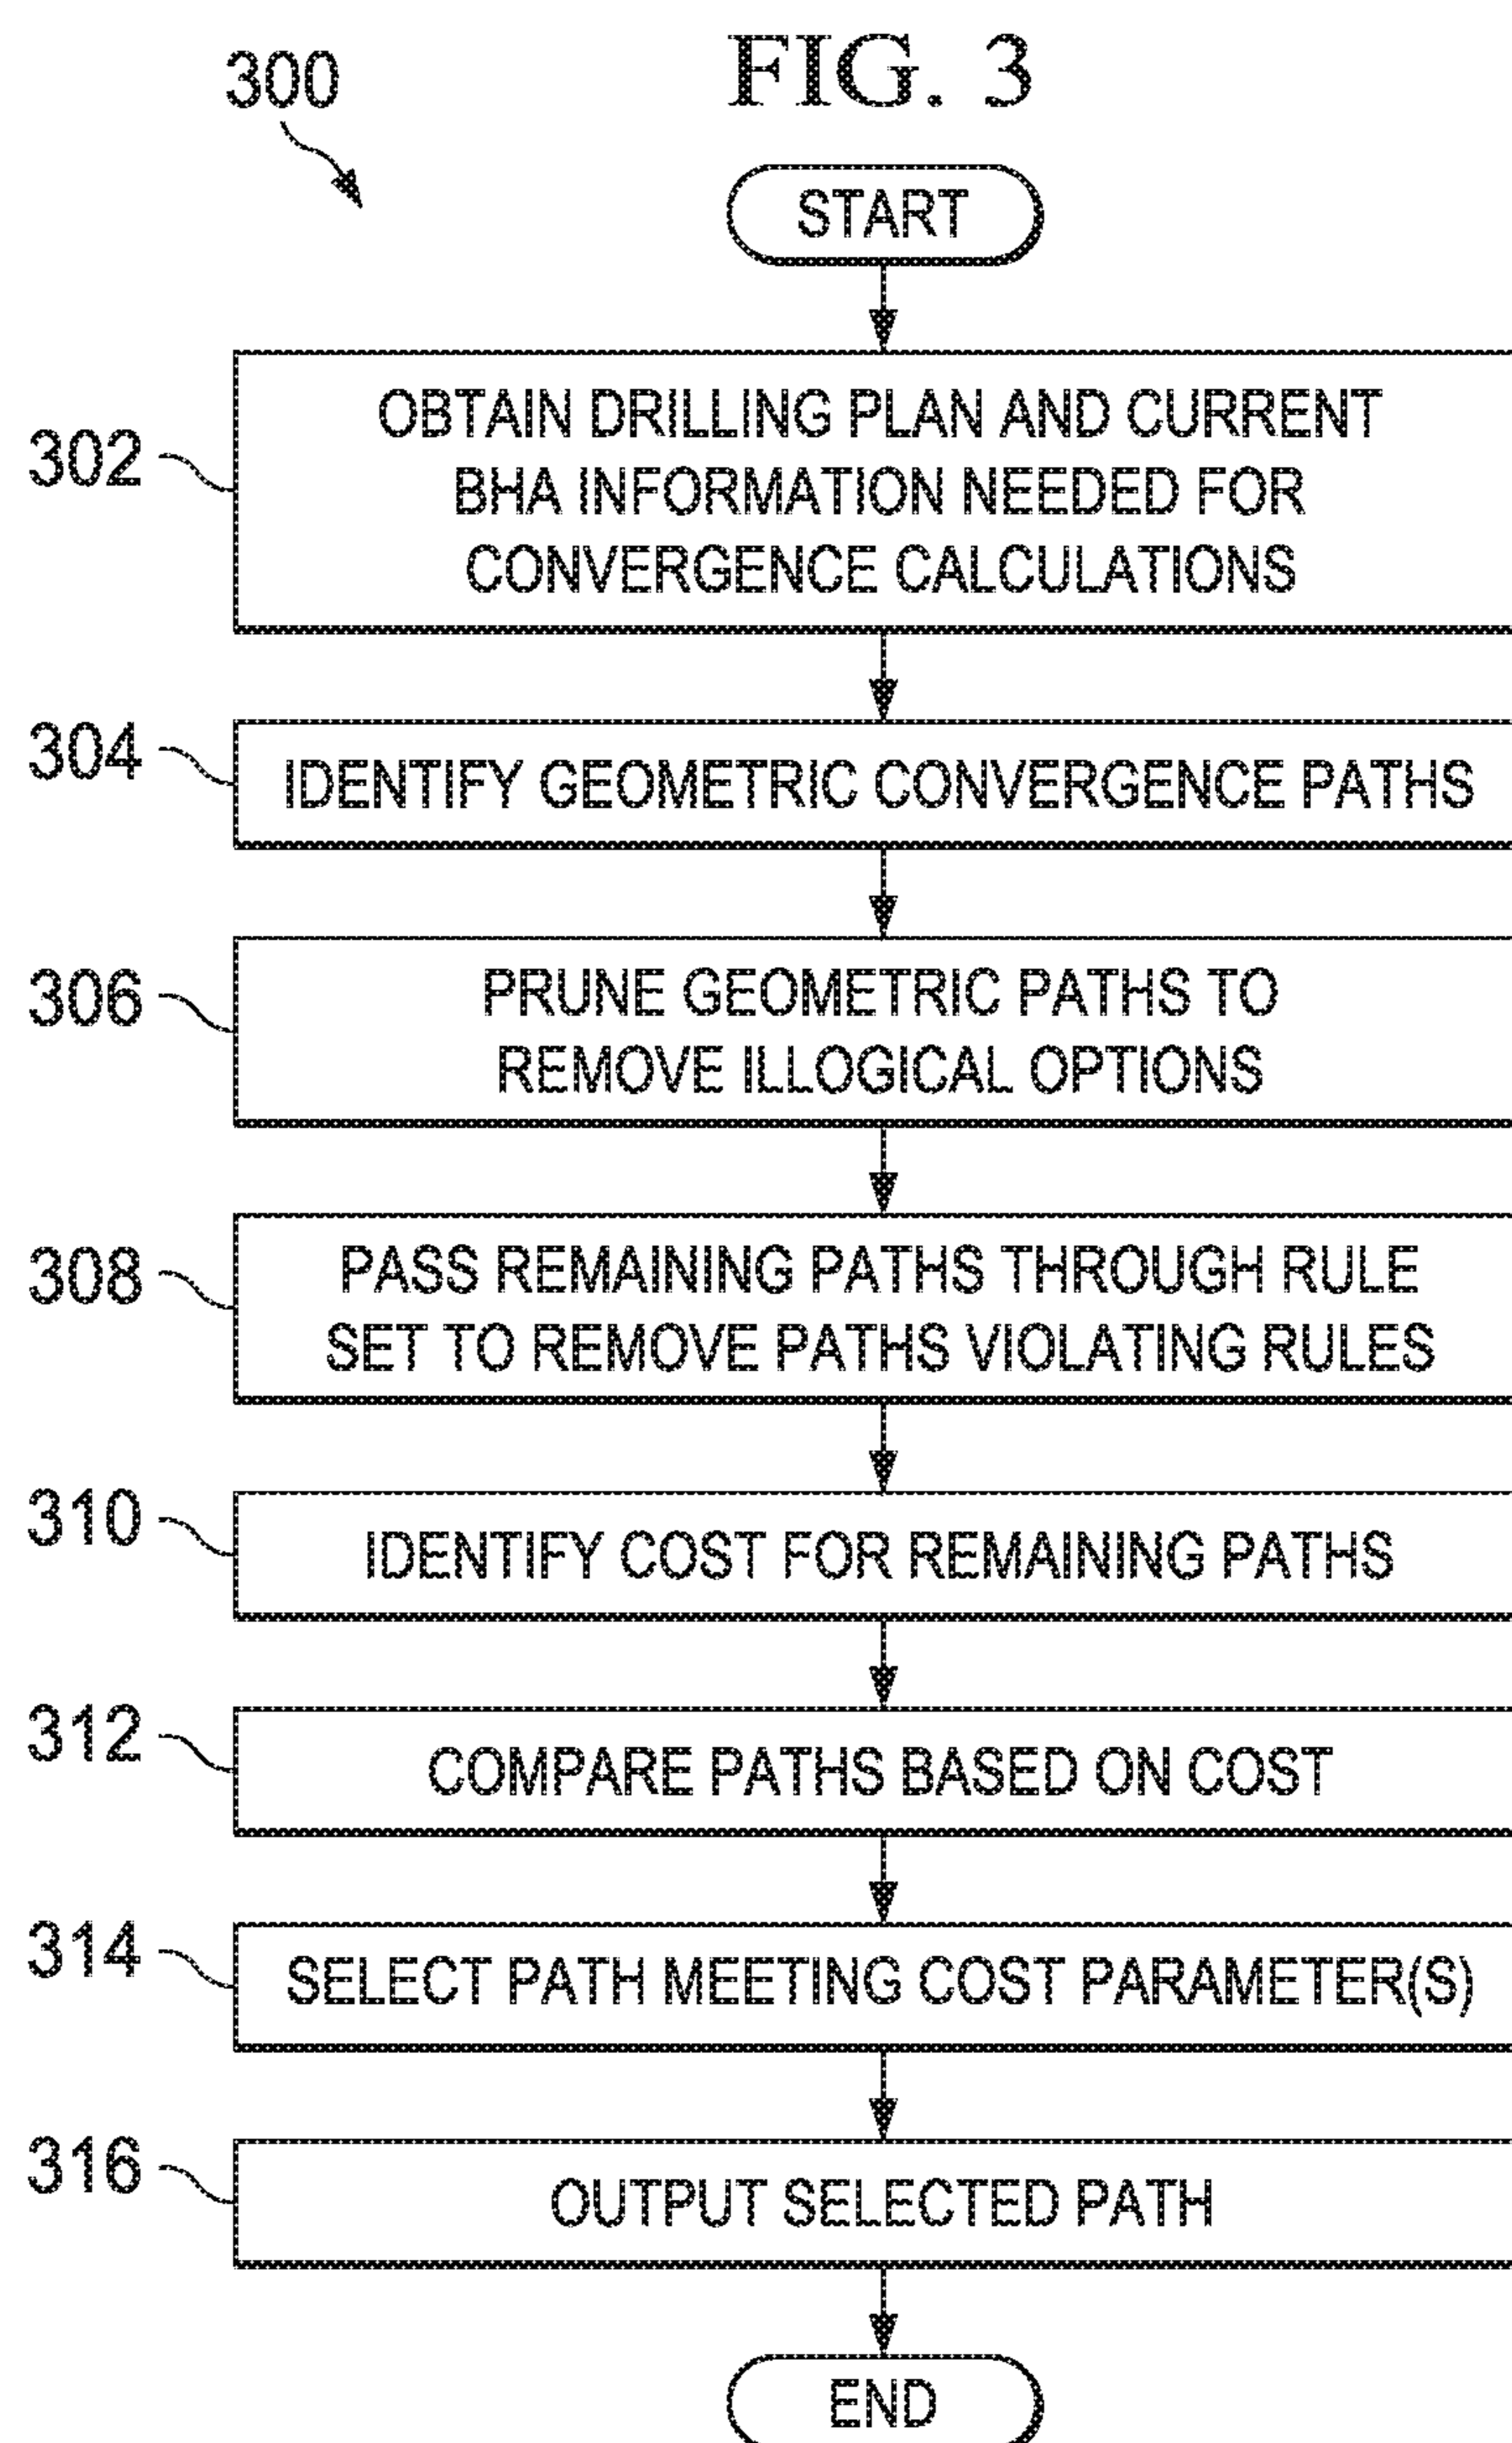 300
FIG. 3
START
302
OBTAIN DRILLING PLAN AND CURRENT
BHA INFORMATION NEEDED FOR
CONVERGENCE CALCULATIONS
304
IDENTIFY GEOMETRIC CONVERGENCE PATHS
306
PRUNE GEOMETRIC PATHS TO
REMOVE ILLOGICAL OPTIONS
308
PASS REMAINING PATHS THROUGH RULE
SET TO REMOVE PATHS VIOLATING RULES
310
IDENTIFY COST FOR REMAINING PATHS
312
COMPARE PATHS BASED ON COST
314
SELECT PATH MEETING COST PARAMETER(S)
316
OUTPUT SELECTED PATH
END